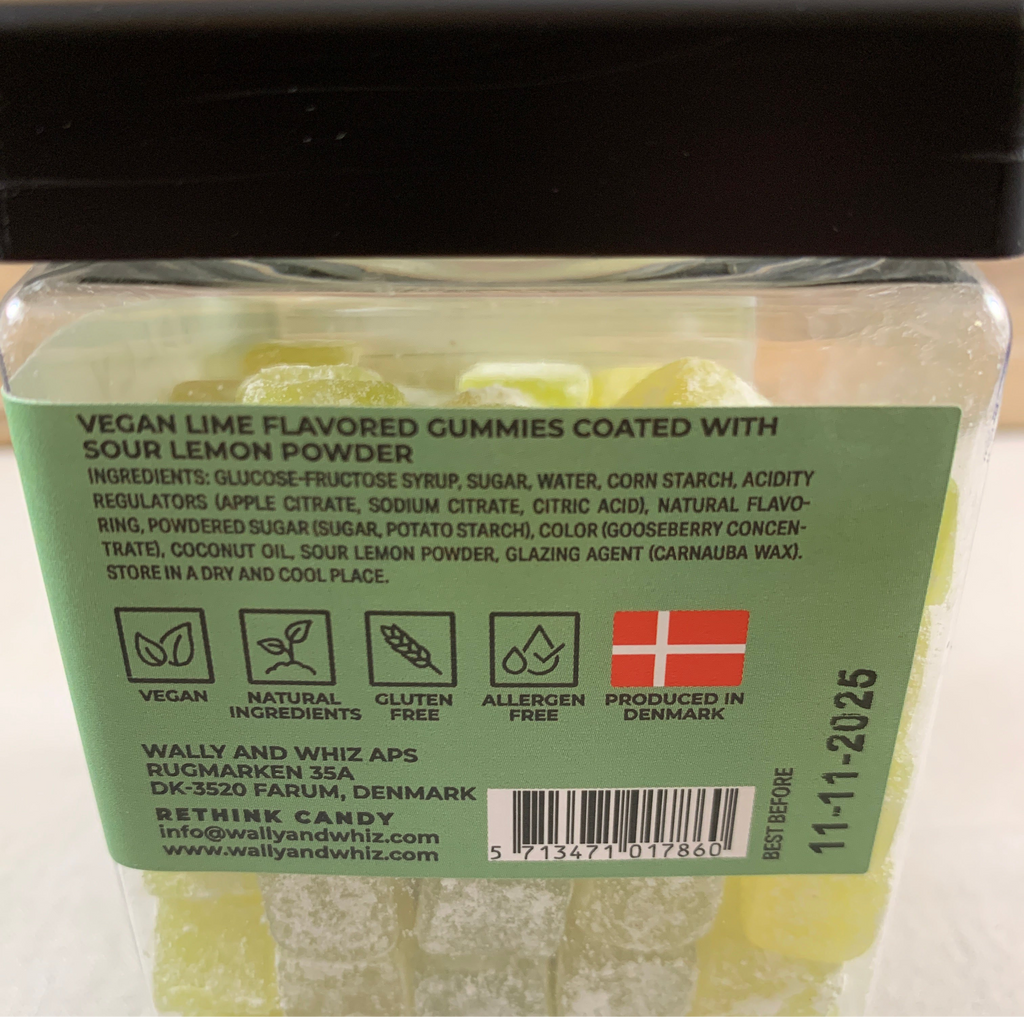 VEGAN LIME FLAVORED GUMMIES COATED WITH
SOUR LEMON POWDER
INGREDIENTS: GLUCOSE-FRUCTOSE SYRUP, SUGAR, WATER, CORN STARCH, ACIDITY
REGULATORS (APPLE CITRATE, SODIUM CITRATE, CITRIC ACID), NATURAL FLAVO-
RING, POWDERED SUGAR (SUGAR, POTATO STARCH), COLOR (GOOSEBERRY CONCEN-
TRATE), COCONUT OIL, SOUR LEMON POWDER, GLAZING AGENT (CARNAUBA WAX).
STORE IN A DRY AND COOL PLACE.
VEGAN
NATURAL
INGREDIENTS
GLUTEN
FREE
ALLERGEN
FREE
PRODUCED IN
DENMARK
WALLY AND WHIZ APS
RUGMARKEN 35A
DK-3520 FARUM, DENMARK
RETHINK CANDY
info@wallyandwhiz.com
www.wallyandwhiz.com
5 713471 017860
BEST BEFORE
11-11-2025